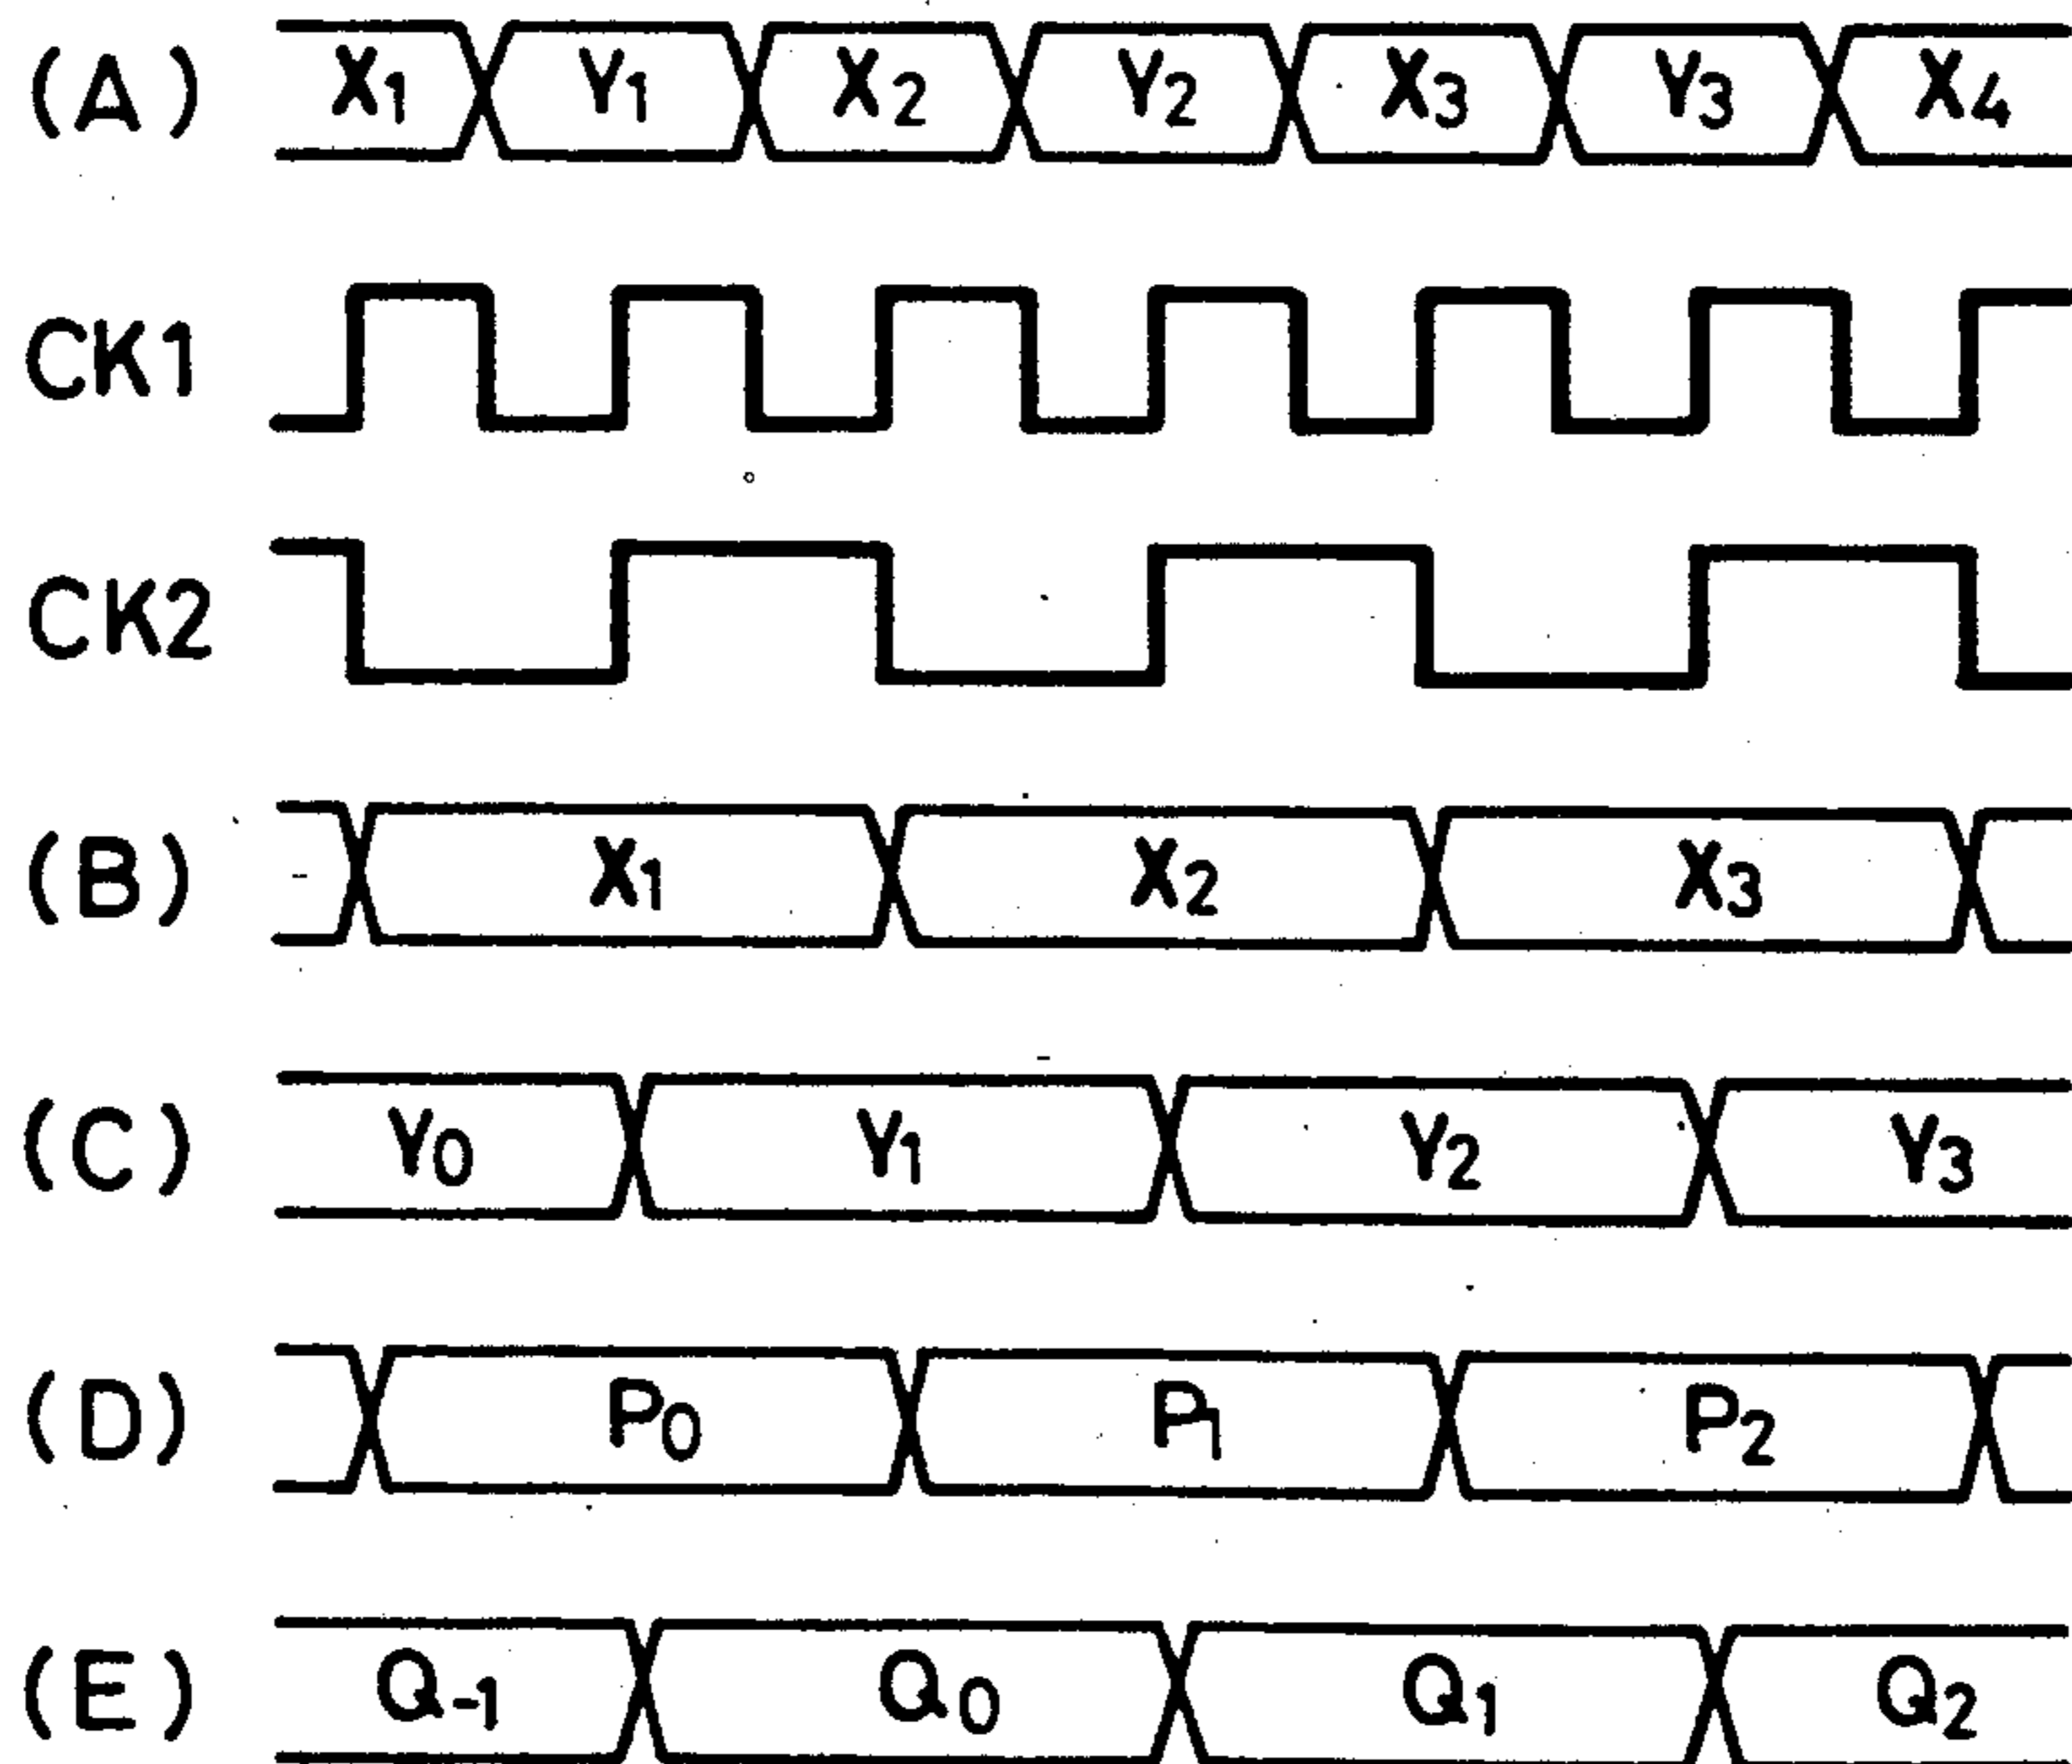 (A) X1 Y1 X2 Y2 X3 Y3 X4
CK1
CK2
(B) X1 X2 X3
(C) Y0 Y1 Y2 Y3
(D) P0 P1 P2
(E) Q-1 Q0 Q1 Q2